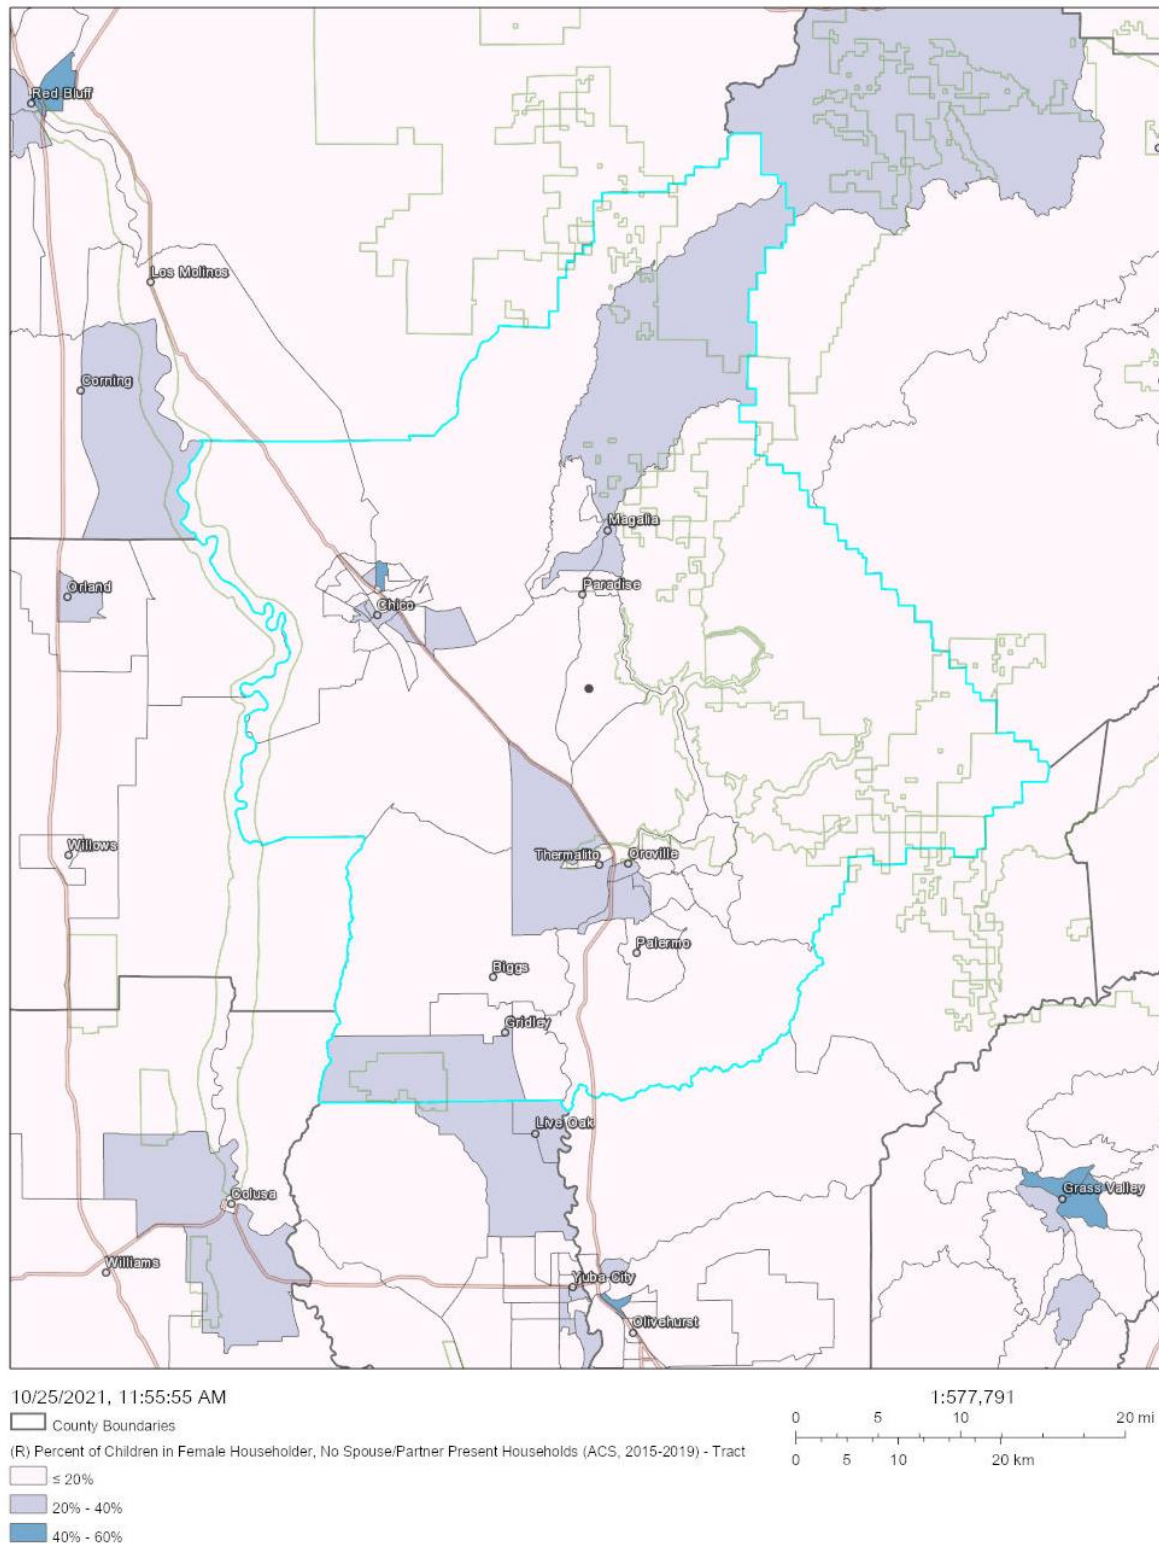 Red Bluff
Los Molinos
Corning
Magalia
Orland
Paradise
Chico
Willows
Thermalito
Oroville
Palermo
Biggs
Gridley
Live Oak
Colusa
Grass Valley
Williams
Yuba City
Olivehurst
10/25/2021, 11:55:55 AM
1:577,791
County Boundaries
0 5 10 20 mi
(R) Percent of Children in Female Householder, No Spouse/Partner Present Households (ACS, 2015-2019) - Tract
0 5 10 20 km
≤ 20%
20% - 40%
40% - 60%